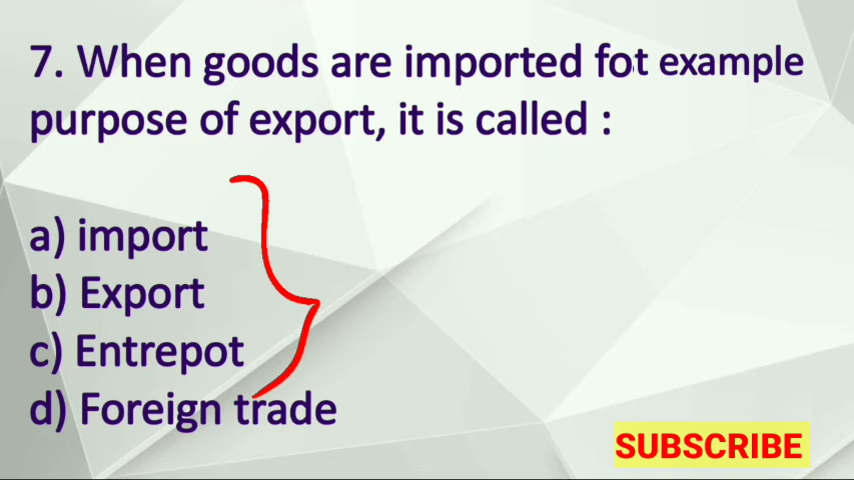 7. When goods are imported fot example
purpose of export, it is called :
a) import
b) Export
c) Entrepot
d) Foreign trade
SUBSCRIBE